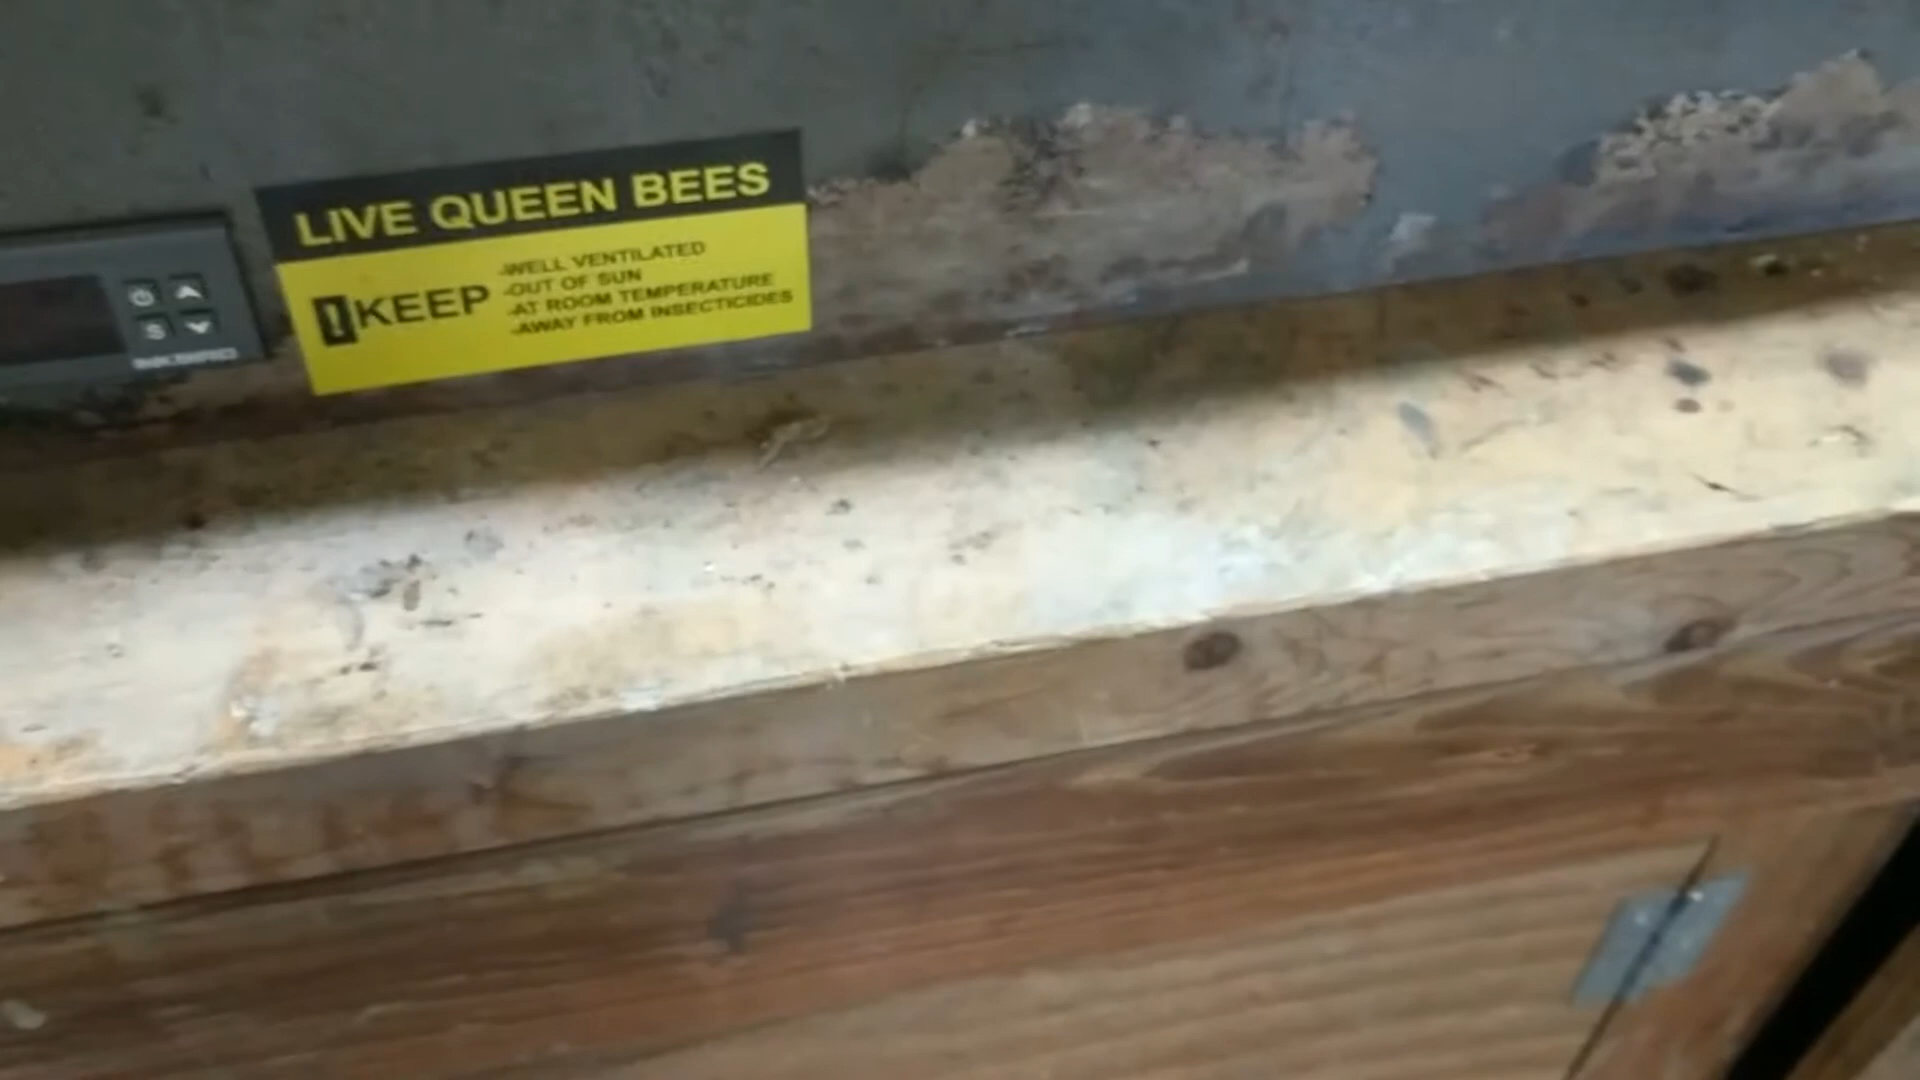 LIVE QUEEN BEES
! KEEP
-WELL VENTILATED
-OUT OF SUN
-AT ROOM TEMPERATURE
-AWAY FROM INSECTICIDES
S